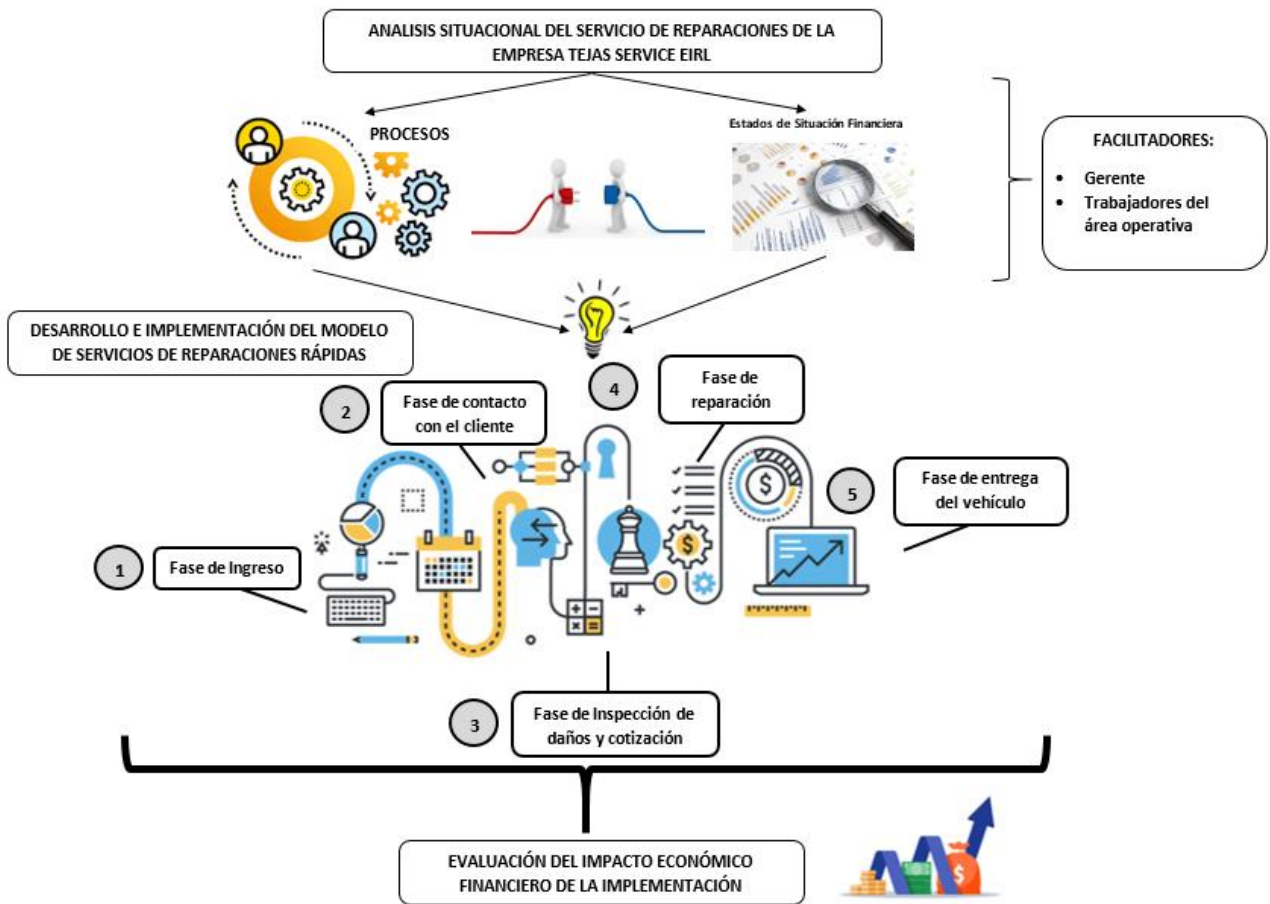 ANALISIS SITUACIONAL DEL SERVICIO DE REPARACIONES DE LA
EMPRESA TEJAS SERVICE EIRL
PROCESOS
Estados de Situación Financiera
FACILITADORES:
• Gerente
• Trabajadores del
área operativa
DESARROLLO E IMPLEMENTACIÓN DEL MODELO
DE SERVICIOS DE REPARACIONES RÁPIDAS
1
Fase de Ingreso
2
Fase de contacto
con el cliente
3
Fase de Inspección de
daños y cotización
4
Fase de
reparación
5
Fase de entrega
del vehículo
EVALUACIÓN DEL IMPACTO ECONÓMICO
FINANCIERO DE LA IMPLEMENTACIÓN